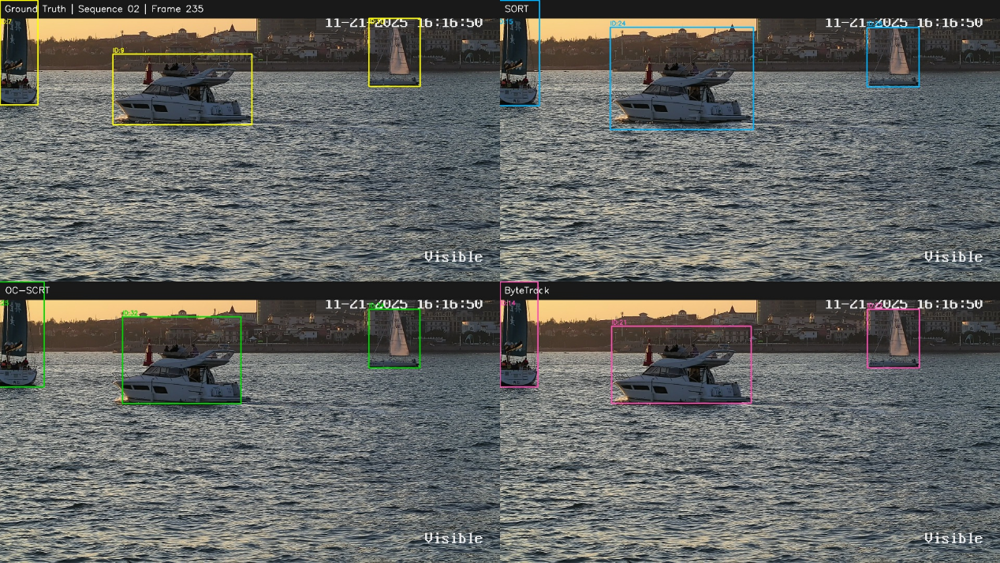 Ground Truth | Sequence 02 | Frame 235
11-21-2025 16:16:50
ID:9
Visible
SORT
11-21-2025 16:16:50
ID:24
Visible
OC-SORT
11-21-2025 16:16:50
ID:32
Visible
ByteTrack
11-21-2025 16:16:50
ID:21
Visible